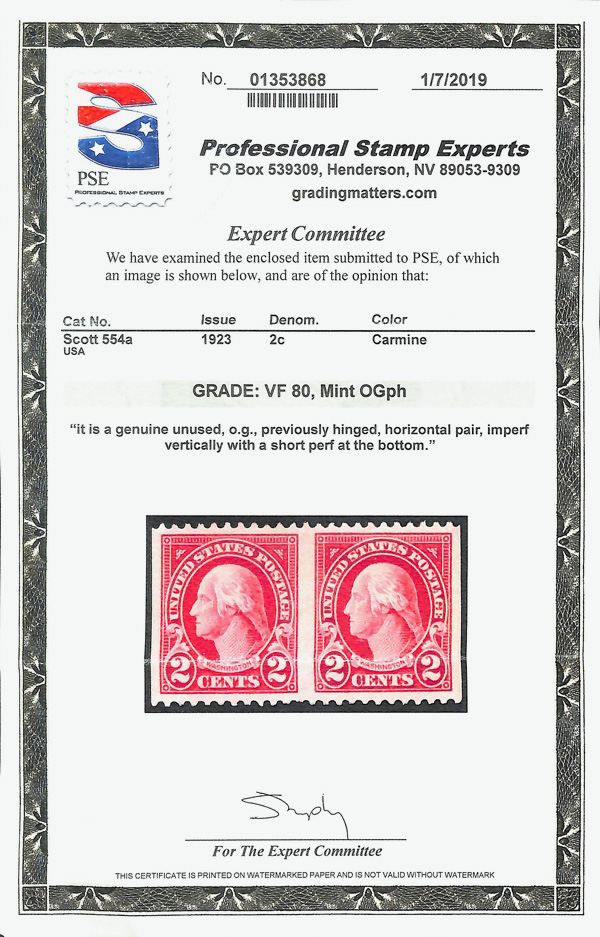 No. 01353868 1/7/2019
PSE
PROFESSIONAL STAMP EXPERTS
Professional Stamp Experts
PO Box 539309, Henderson, NV 89053-9309
gradingmatters.com
Expert Committee
We have examined the enclosed item submitted to PSE, of which
an image is shown below, and are of the opinion that:
Cat No. Issue Denom. Color
Scott 554a 1923 2c Carmine
USA
GRADE: VF 80, Mint OGph
“it is a genuine unused, o.g., previously hinged, horizontal pair, imperf
vertically with a short perf at the bottom.”
UNITED STATES POSTAGE UNITED STATES POSTAGE
WASHINGTON WASHINGTON
2 CENTS 2 2 CENTS 2
For The Expert Committee
THIS CERTIFICATE IS PRINTED ON WATERMARKED PAPER AND IS NOT VALID WITHOUT WATERMARK